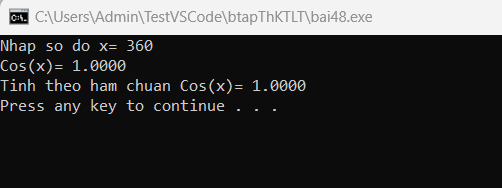 C:\Users\Admin\TestVSCode\btapThKTLT\bai48.exe
Nhap so do x= 360
Cos(x)= 1.0000
Tinh theo ham chuan Cos(x)= 1.0000
Press any key to continue . . .